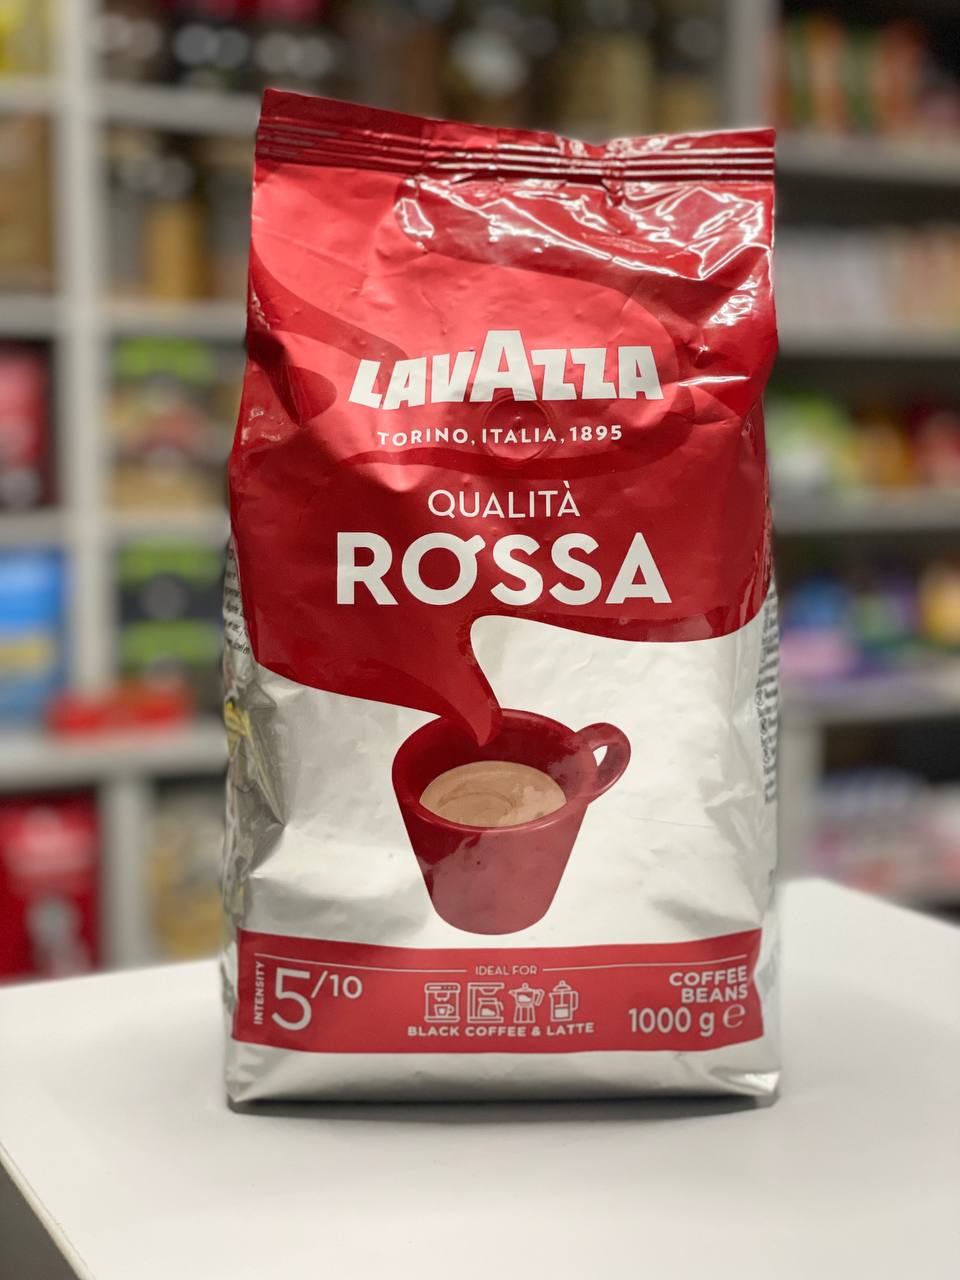 LAVAZZA
TORINO, ITALIA, 1895
QUALITÀ
ROSSA
INTENSITY
5/10
IDEAL FOR
BLACK COFFEE & LATTE
COFFEE
BEANS
1000 g e